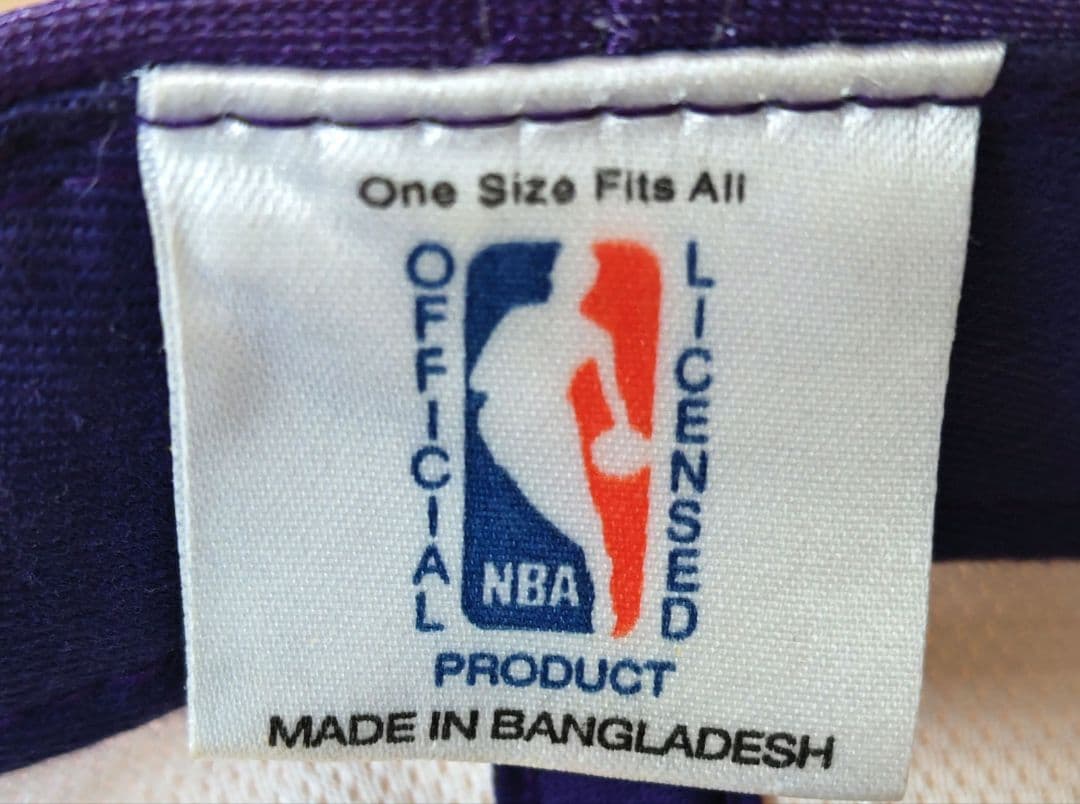 One Size Fits All
OFFICIAL
LICENSED
NBA
PRODUCT
MADE IN BANGLADESH